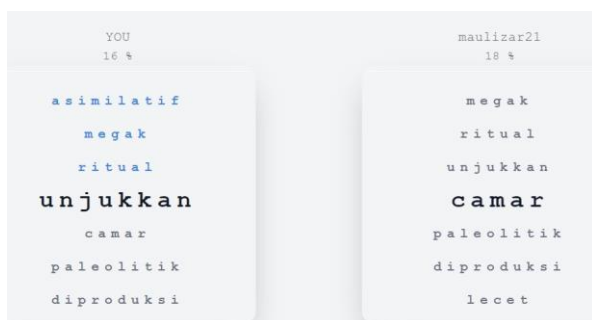 YOU
16 %
asimilatif
megak
ritual
unjukkan
camar
paleolitik
diproduksi
maulizar21
18 %
megak
ritual
unjukkan
camar
paleolitik
diproduksi
lecet